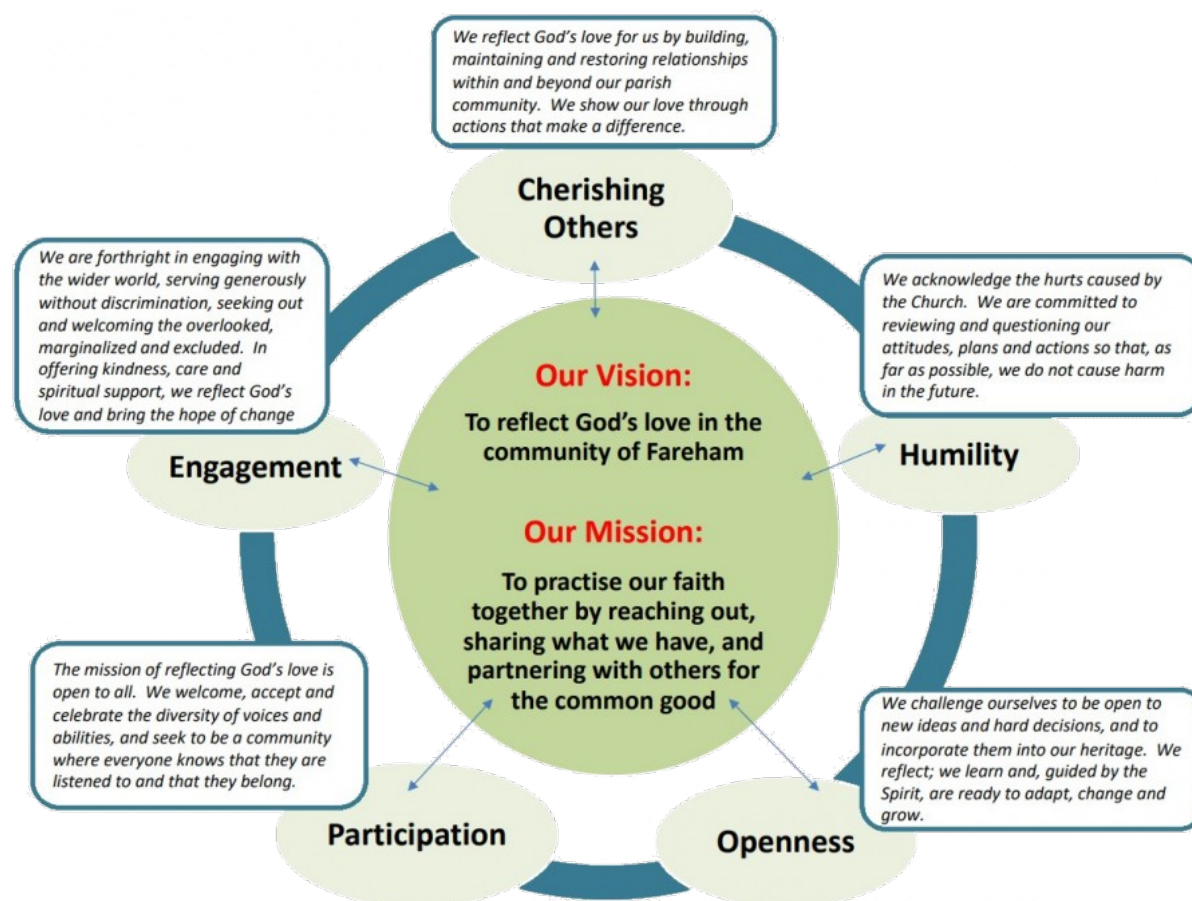 We reflect God's love for us by building,
maintaining and restoring relationships
within and beyond our parish
community.  We show our love through
actions that make a difference.
Cherishing
Others
We are forthright in engaging with
the wider world, serving generously
without discrimination, seeking out
and welcoming the overlooked,
marginalized and excluded.  In
offering kindness, care and
spiritual support, we reflect God's
love and bring the hope of change
Engagement
We acknowledge the hurts caused by
the Church.  We are committed to
reviewing and questioning our
attitudes, plans and actions so that, as
far as possible, we do not cause harm
in the future.
Humility
Our Vision:
To reflect God's love in the
community of Fareham
Our Mission:
To practise our faith
together by reaching out,
sharing what we have, and
partnering with others for
the common good
The mission of reflecting God's love is
open to all.  We welcome, accept and
celebrate the diversity of voices and
abilities, and seek to be a community
where everyone knows that they are
listened to and that they belong.
Participation
We challenge ourselves to be open to
new ideas and hard decisions, and to
incorporate them into our heritage.  We
reflect; we learn and, guided by the
Spirit, are ready to adapt, change and
grow.
Openness